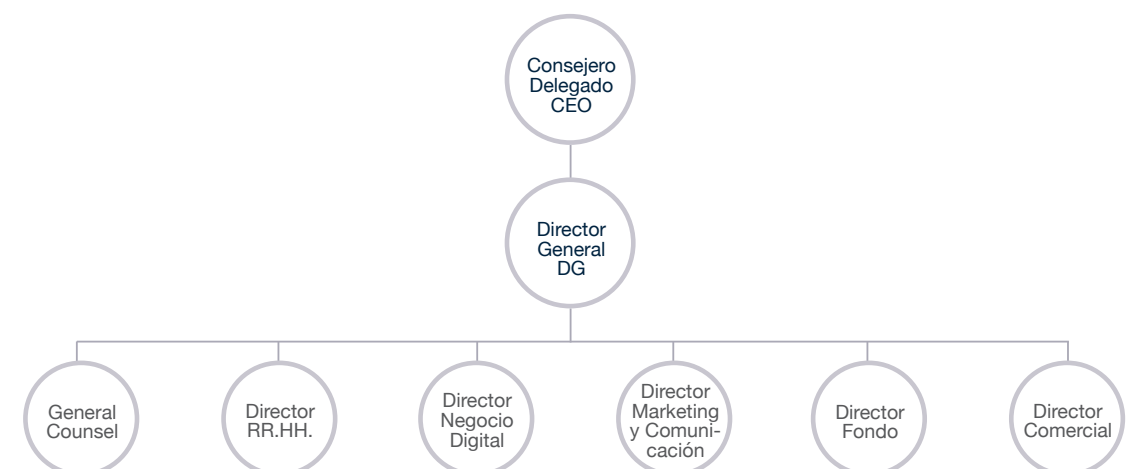 Consejero
Delegado
CEO
Director
General
DG
General
Counsel
Director
RR.HH.
Director
Negocio
Digital
Director
Marketing
y Comuni-
cación
Director
Fondo
Director
Comercial